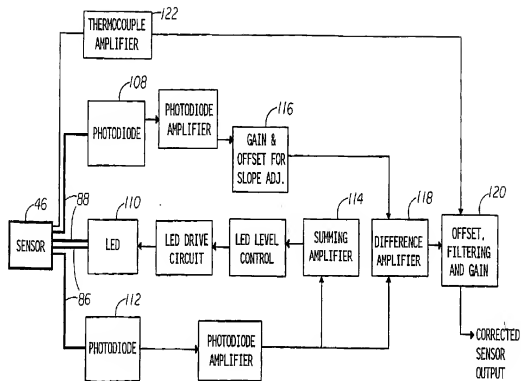 122
THERMOCOUPLE
AMPLIFIER
108
PHOTODIODE
PHOTODIODE
AMPLIFIER
116
GAIN &
OFFSET FOR
SLOPE ADJ.
46
SENSOR
88
110
LED
LED DRIVE
CIRCUIT
LED LEVEL
CONTROL
114
SUMMING
AMPLIFIER
118
DIFFERENCE
AMPLIFIER
120
OFFSET,
FILTERING
AND GAIN
86
112
PHOTODIODE
PHOTODIODE
AMPLIFIER
CORRECTED
SENSOR
OUTPUT